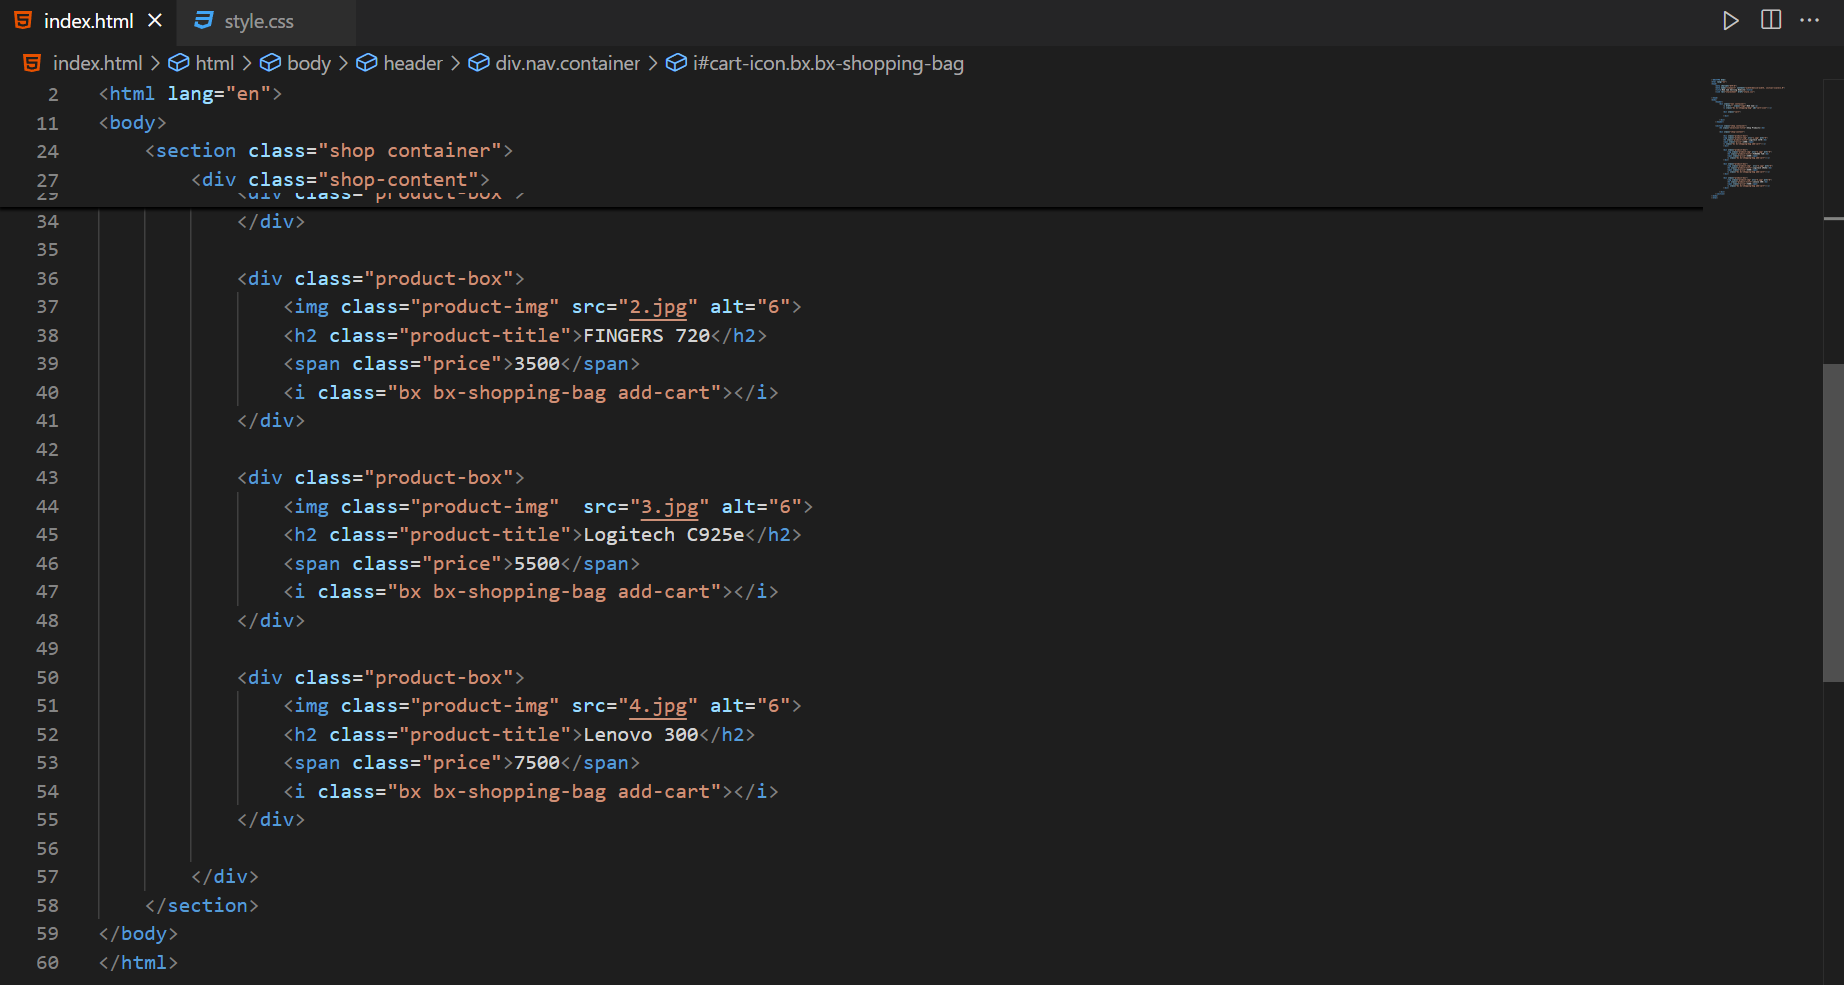 index.html style.css
index.html > html > body > header > div.nav.container > i#cart-icon.bx.bx-shopping-bag
2 <html lang="en">
11 <body>
24 <section class="shop container">
27 <div class="shop-content">
29 <div class="product-box">
34 </div>
35
36 <div class="product-box">
37 <img class="product-img" src="2.jpg" alt="6">
38 <h2 class="product-title">FINGERS 720</h2>
39 <span class="price">3500</span>
40 <i class="bx bx-shopping-bag add-cart"></i>
41 </div>
42
43 <div class="product-box">
44 <img class="product-img"  src="3.jpg" alt="6">
45 <h2 class="product-title">Logitech C925e</h2>
46 <span class="price">5500</span>
47 <i class="bx bx-shopping-bag add-cart"></i>
48 </div>
49
50 <div class="product-box">
51 <img class="product-img" src="4.jpg" alt="6">
52 <h2 class="product-title">Lenovo 300</h2>
53 <span class="price">7500</span>
54 <i class="bx bx-shopping-bag add-cart"></i>
55 </div>
56
57 </div>
58 </section>
59 </body>
60 </html>